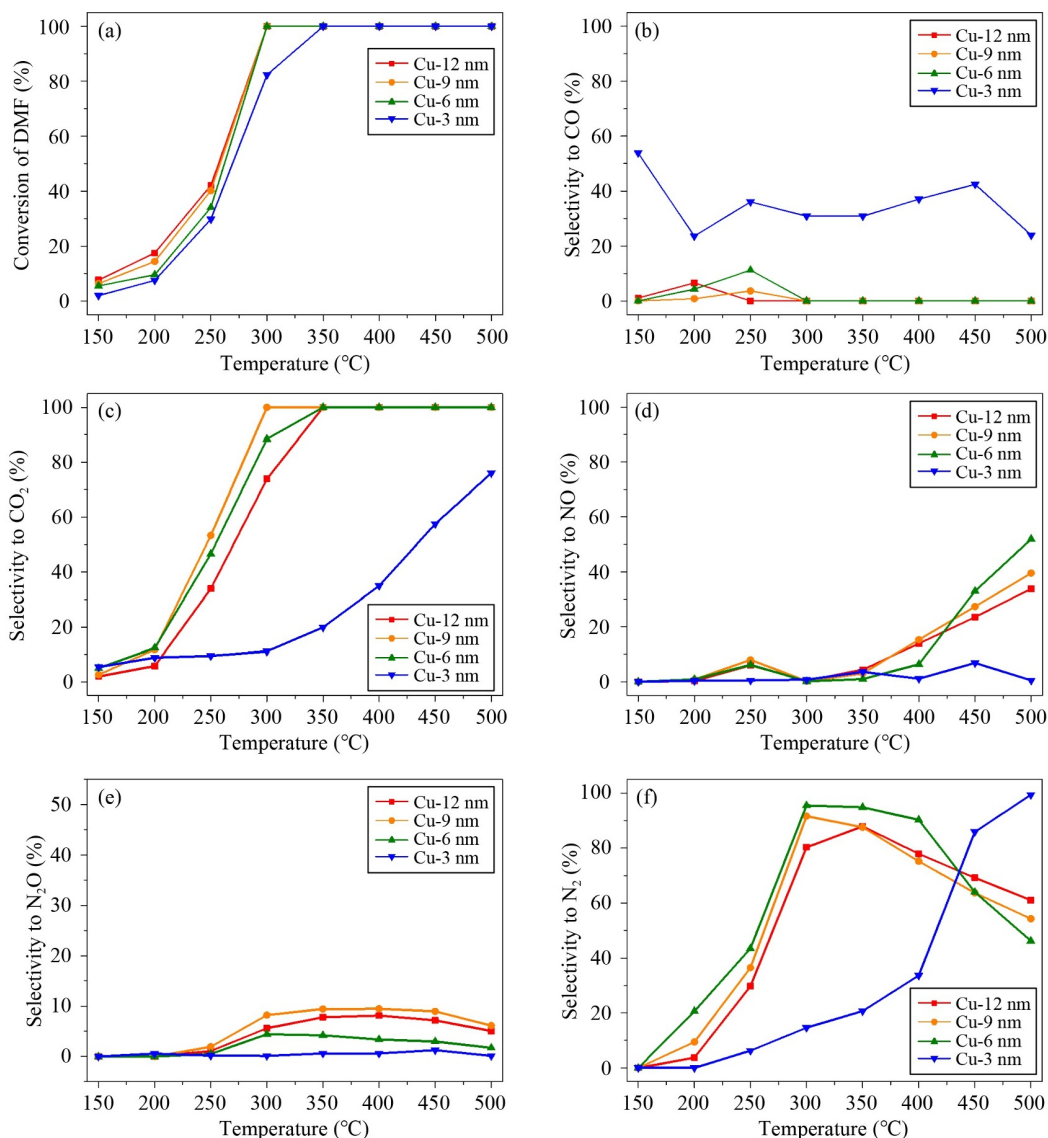 (a)
Conversion of DMF (%)
100
80
60
40
20
0
Cu-12 nm
Cu-9 nm
Cu-6 nm
Cu-3 nm
150 200 250 300 350 400 450 500
Temperature (℃)
(b)
Selectivity to CO (%)
100
80
60
40
20
0
Cu-12 nm
Cu-9 nm
Cu-6 nm
Cu-3 nm
150 200 250 300 350 400 450 500
Temperature (℃)
(c)
Selectivity to CO₂ (%)
100
80
60
40
20
0
Cu-12 nm
Cu-9 nm
Cu-6 nm
Cu-3 nm
150 200 250 300 350 400 450 500
Temperature (℃)
(d)
Selectivity to NO (%)
100
80
60
40
20
0
Cu-12 nm
Cu-9 nm
Cu-6 nm
Cu-3 nm
150 200 250 300 350 400 450 500
Temperature (℃)
(e)
Selectivity to N₂O (%)
50
40
30
20
10
0
Cu-12 nm
Cu-9 nm
Cu-6 nm
Cu-3 nm
150 200 250 300 350 400 450 500
Temperature (℃)
(f)
Selectivity to N₂ (%)
100
80
60
40
20
0
Cu-12 nm
Cu-9 nm
Cu-6 nm
Cu-3 nm
150 200 250 300 350 400 450 500
Temperature (℃)